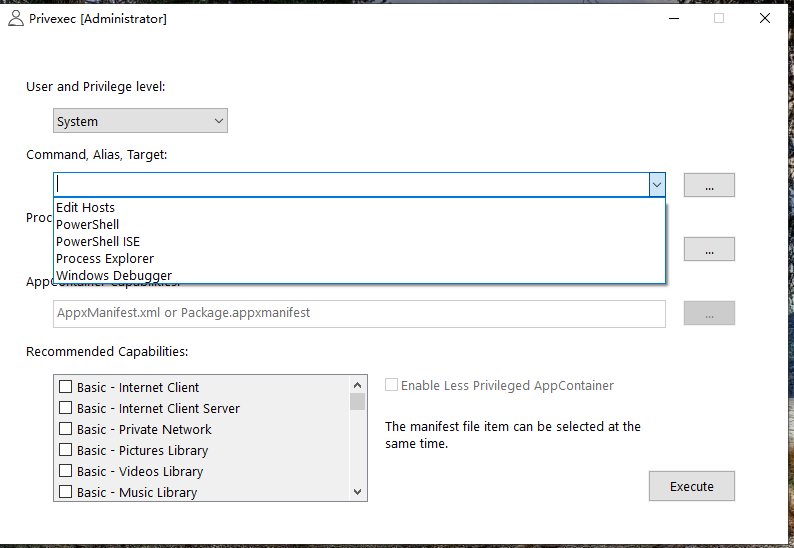 Privexec [Administrator]
User and Privilege level:
System
Command, Alias, Target:
...
Edit Hosts
PowerShell
PowerShell ISE
Process Explorer
Windows Debugger
Proc
...
AppContainer Capabilities:
AppxManifest.xml or Package.appxmanifest
...
Recommended Capabilities:
Basic - Internet Client
Basic - Internet Client Server
Basic - Private Network
Basic - Pictures Library
Basic - Videos Library
Basic - Music Library
Enable Less Privileged AppContainer
The manifest file item can be selected at the
same time.
Execute